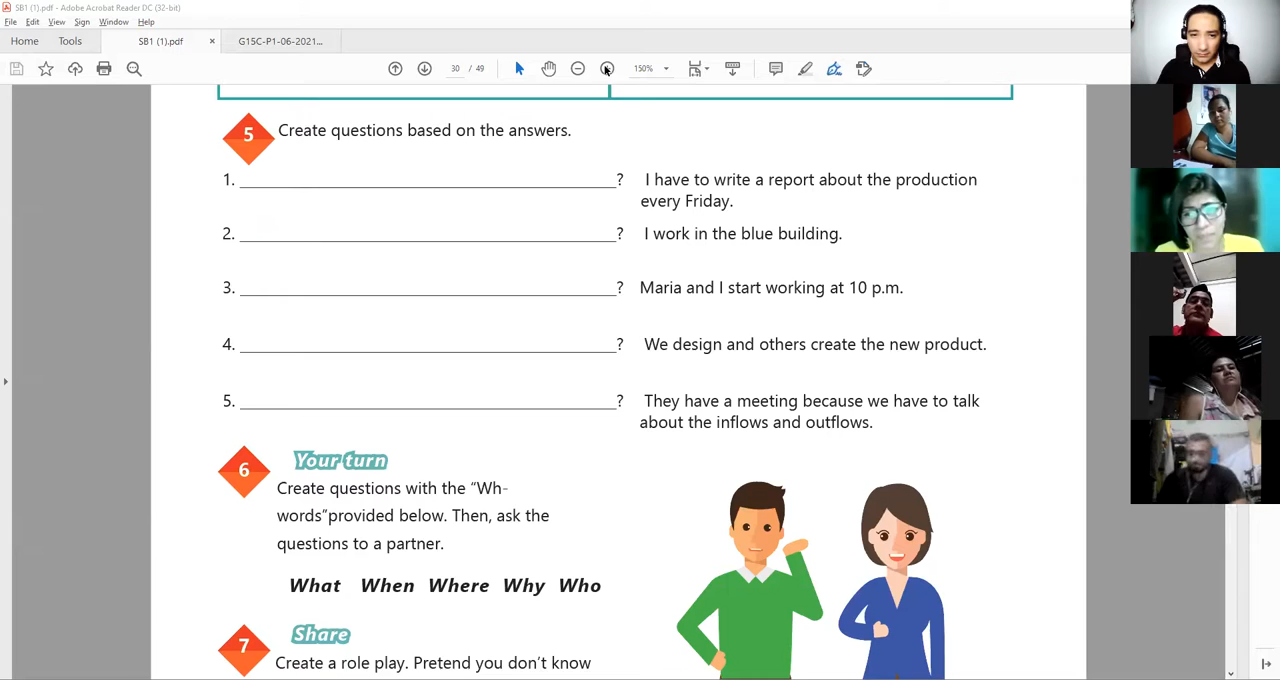 SB1 (1).pdf - Adobe Acrobat Reader DC (32-bit)
File Edit View Sign Window Help
Home Tools SB1 (1).pdf × G15C-P1-06-2021...
30 / 49 150%
5 Create questions based on the answers.
1. ____________________? I have to write a report about the production
every Friday.
2. ____________________? I work in the blue building.
3. ____________________? Maria and I start working at 10 p.m.
4. ____________________? We design and others create the new product.
5. ____________________? They have a meeting because we have to talk
about the inflows and outflows.
6 Your turn
Create questions with the “Wh-
words”provided below. Then, ask the
questions to a partner.
What When Where Why Who
7 Share
Create a role play. Pretend you don’t know